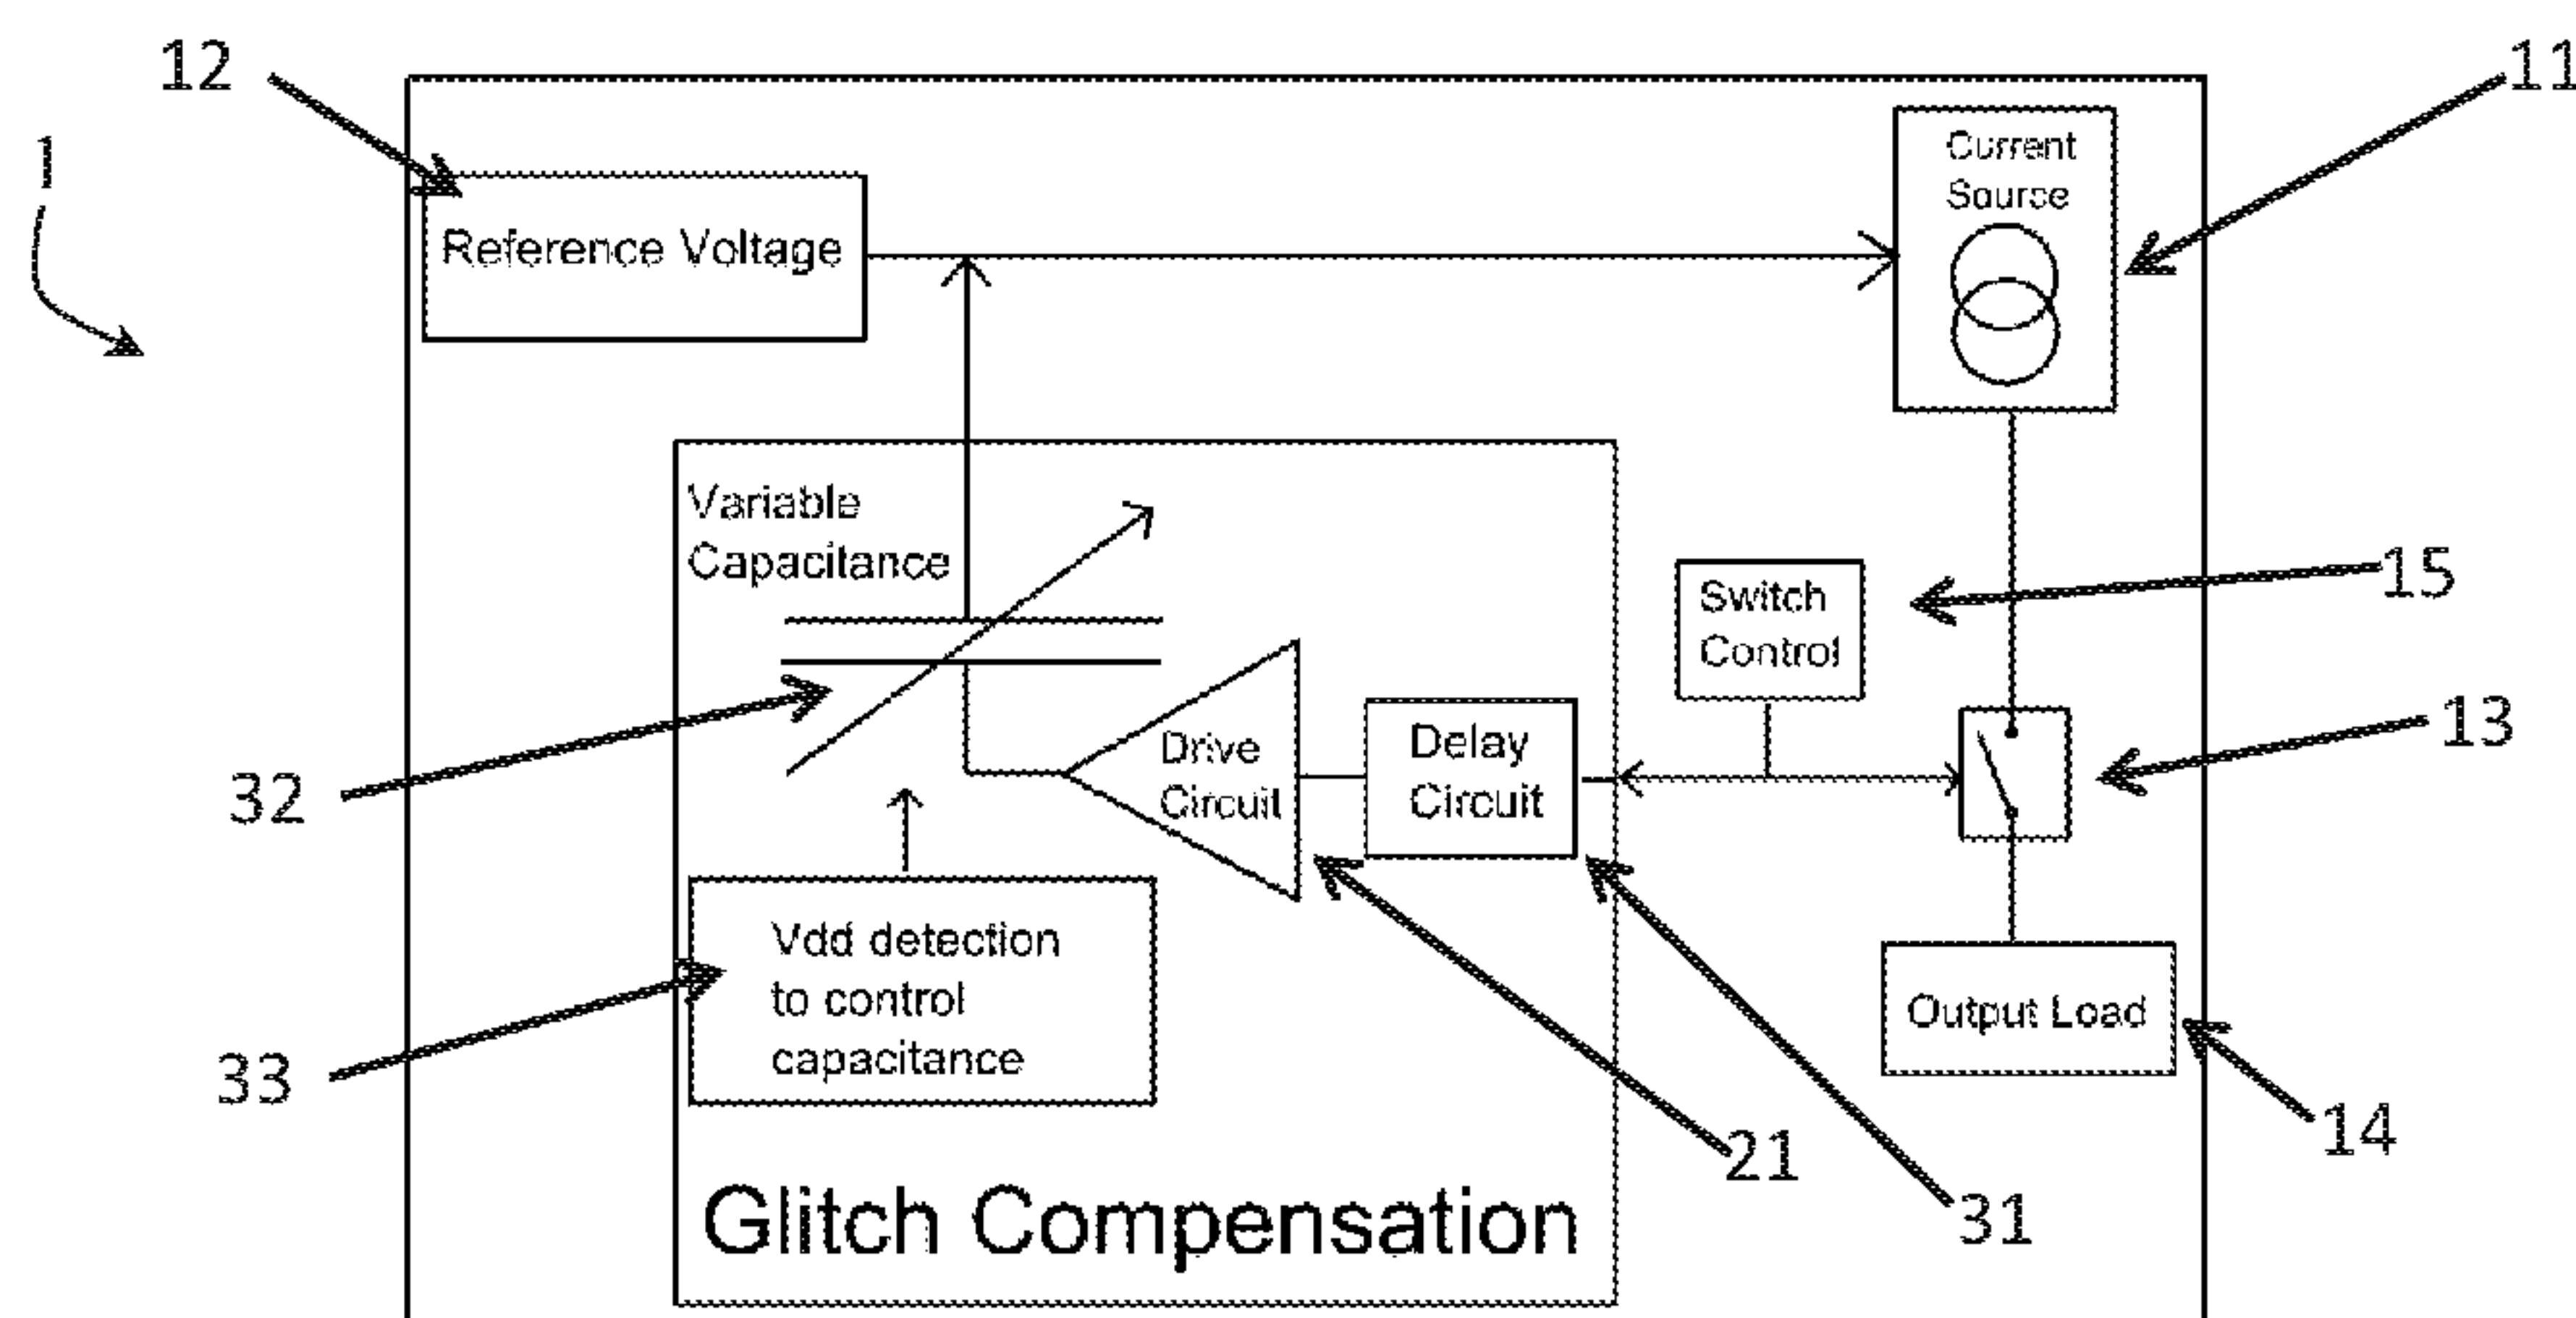 12
11
1
Current
Source
Reference Voltage
Variable
Capacitance
15
Switch
Control
13
Drive
Circuit
Delay
Circuit
32
Vdd detection
to control
capacitance
Output Load
33
21
14
31
Glitch Compensation